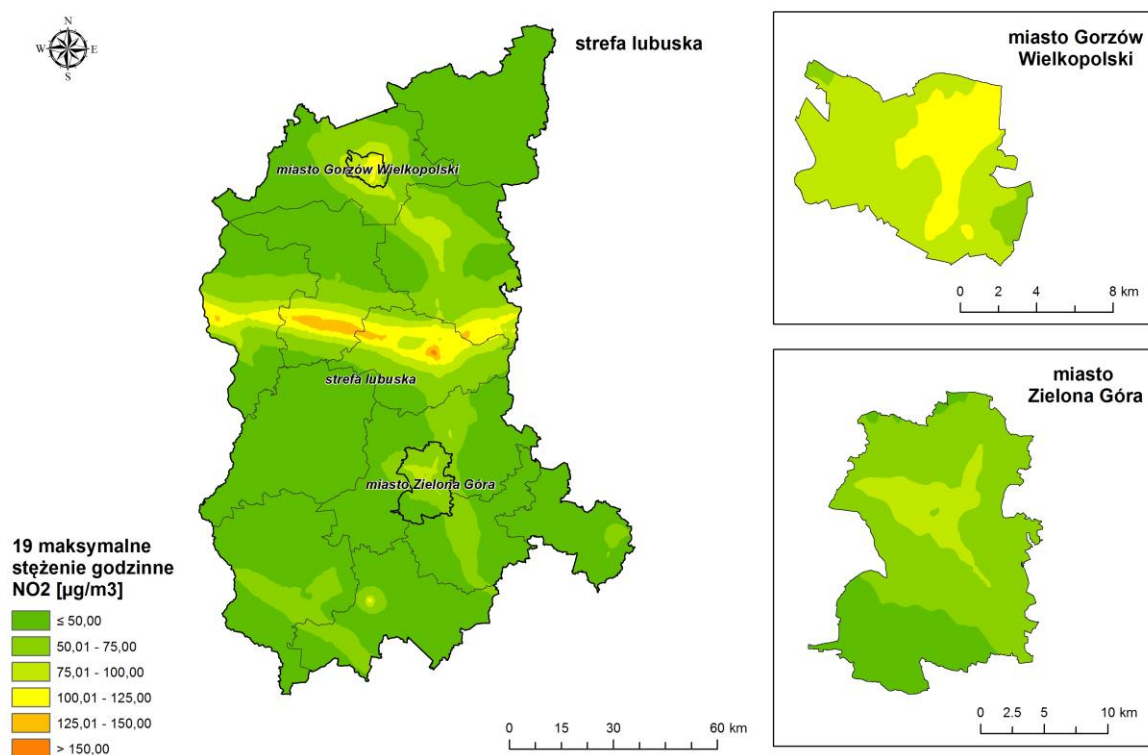 N
W
E
S
strefa lubuska
miasto Gorzów Wielkopolski
strefa lubuska
miasto Zielona Góra
19 maksymalne
stężenie godzinne
NO2 [µg/m3]
≤ 50,00
50,01 - 75,00
75,01 - 100,00
100,01 - 125,00
125,01 - 150,00
> 150,00
0 30 60 km
miasto Gorzów
Wielkopolski
0 2 4 8 km
miasto
Zielona Góra
0 2.5 5 10 km